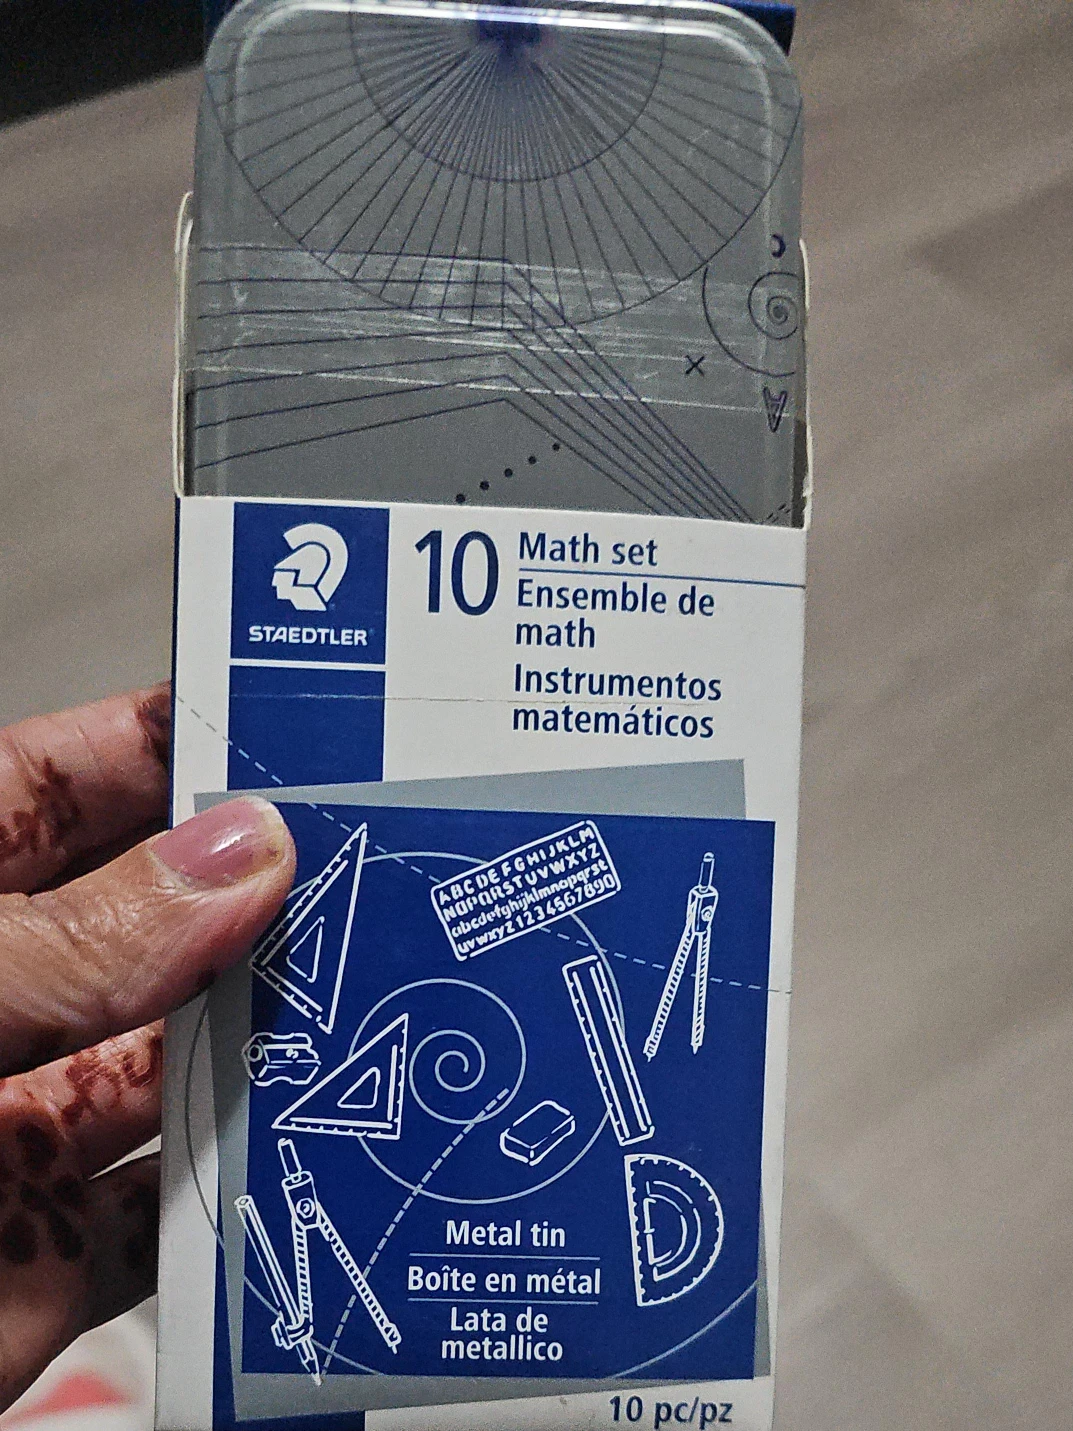 STAEDTLER
10
Math set
Ensemble de
math
Instrumentos
matemáticos
ABCDEFGHIJKLM
NOPQRSTUVWXYZ
abcdefghijklmnopqrst
uvwxyz1234567890
Metal tin
Boîte en métal
Lata de
metallico
10 pc/pz